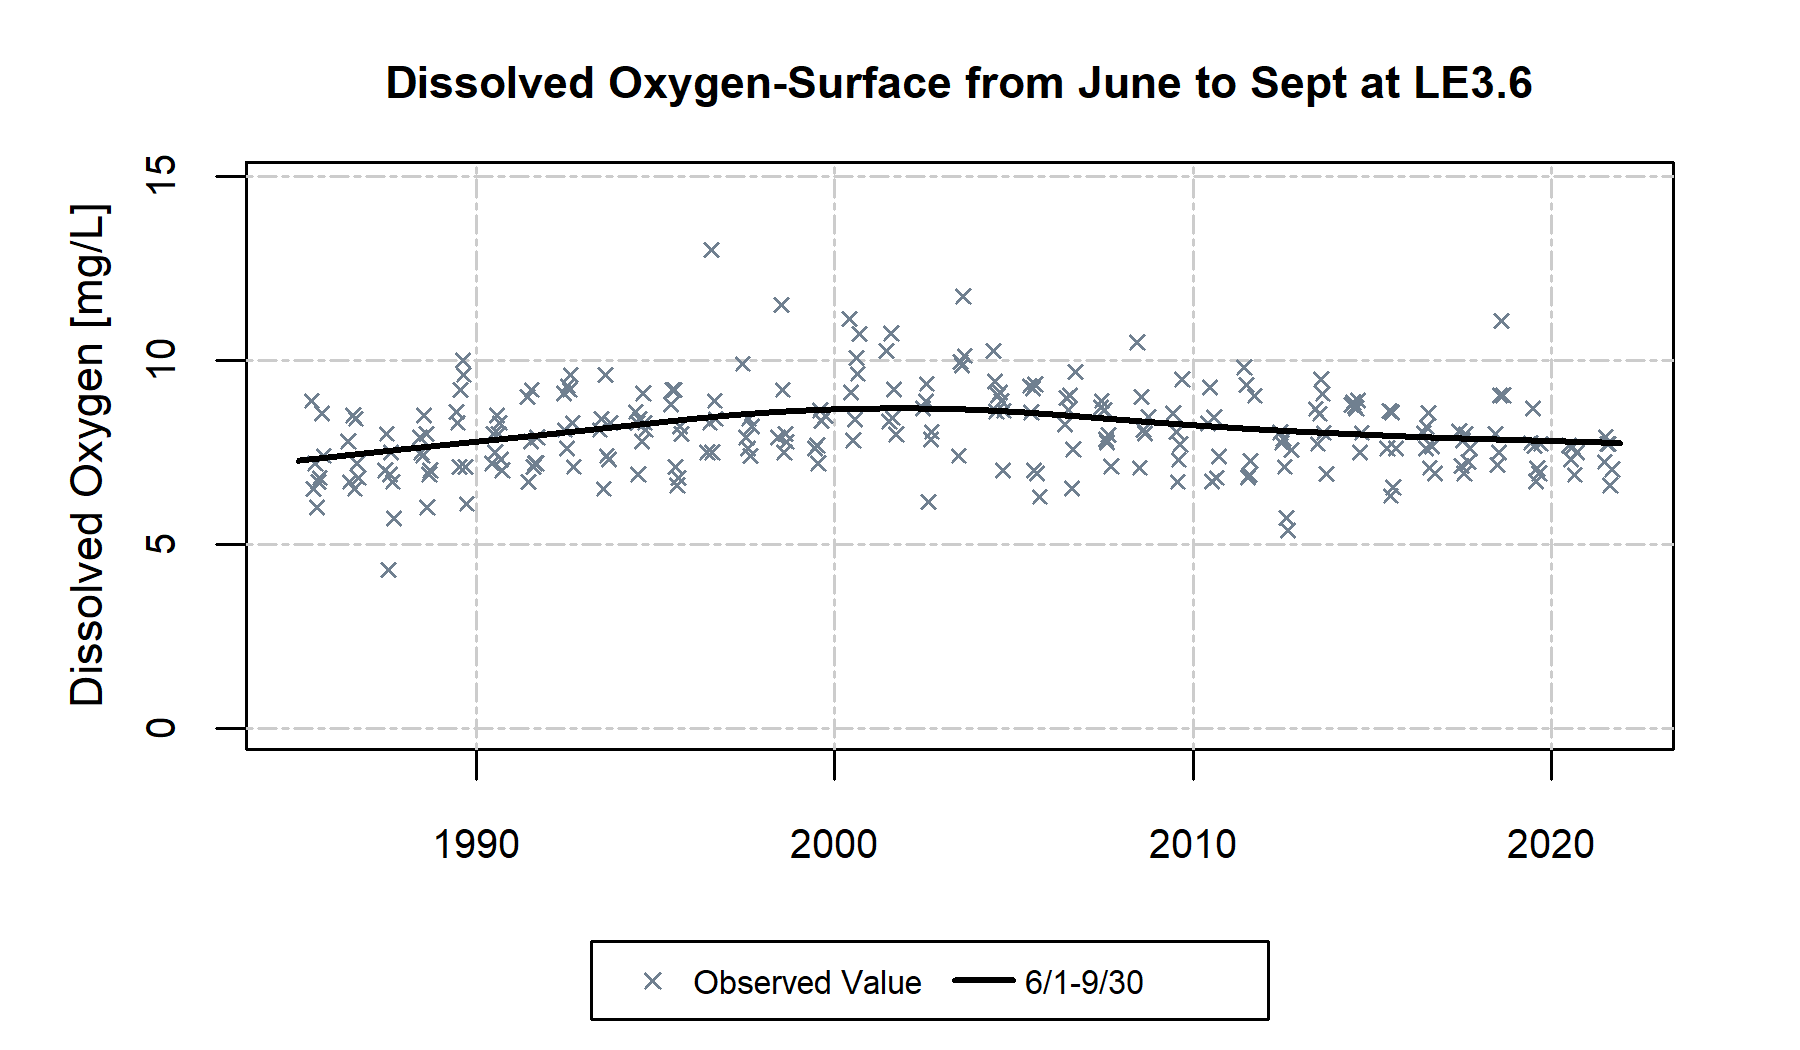 Dissolved Oxygen-Surface from June to Sept at LE3.6
Dissolved Oxygen [mg/L]
15
10
5
0
1990 2000 2010 2020
Observed Value 6/1-9/30